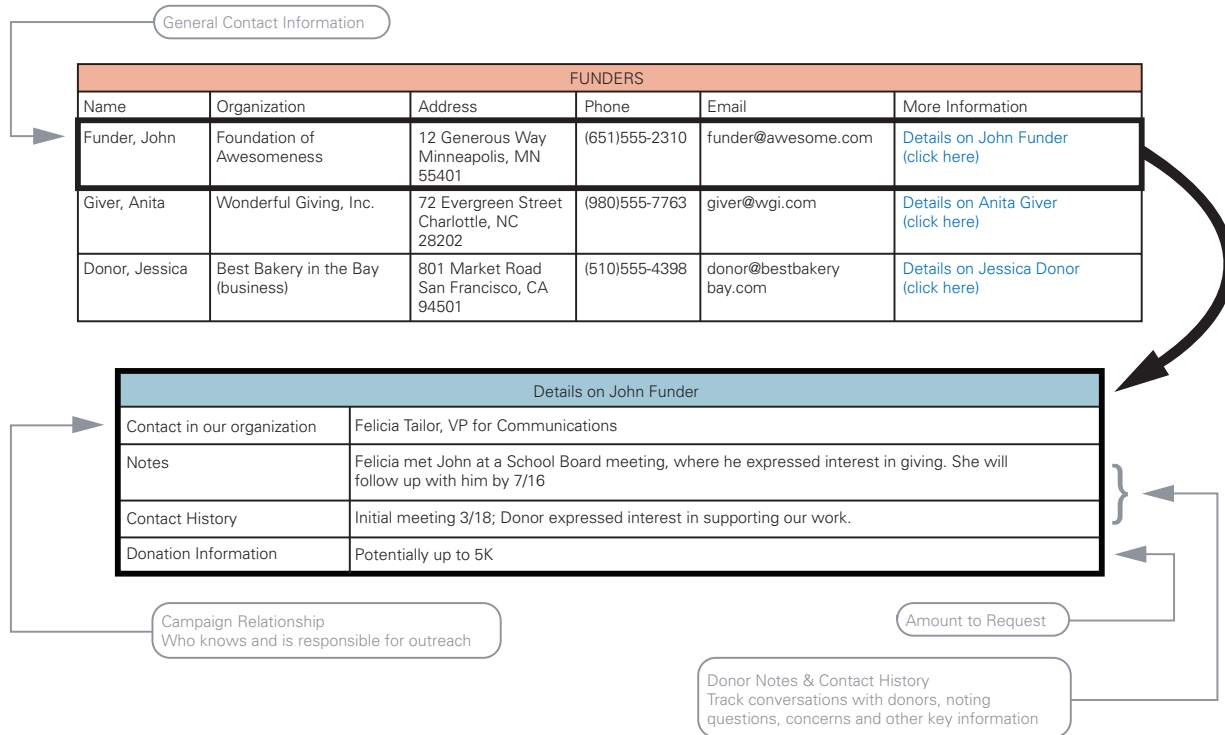 General Contact Information
FUNDERS
Name Organization Address Phone Email More Information
Funder, John Foundation of 12 Generous Way (651)555-2310 funder@awesome.com Details on John Funder
Awesomeness Minneapolis, MN (click here)
55401
Giver, Anita Wonderful Giving, Inc. 72 Evergreen Street (980)555-7763 giver@wgi.com Details on Anita Giver
Charlottle, NC (click here)
28202
Donor, Jessica Best Bakery in the Bay 801 Market Road (510)555-4398 donor@bestbakery Details on Jessica Donor
(business) San Francisco, CA bay.com (click here)
94501
Details on John Funder
Contact in our organization Felicia Tailor, VP for Communications
Notes Felicia met John at a School Board meeting, where he expressed interest in giving. She will
follow up with him by 7/16
Contact History Initial meeting 3/18; Donor expressed interest in supporting our work.
Donation Information Potentially up to 5K
Campaign Relationship
Who knows and is responsible for outreach
Amount to Request
Donor Notes & Contact History
Track conversations with donors, noting
questions, concerns and other key information